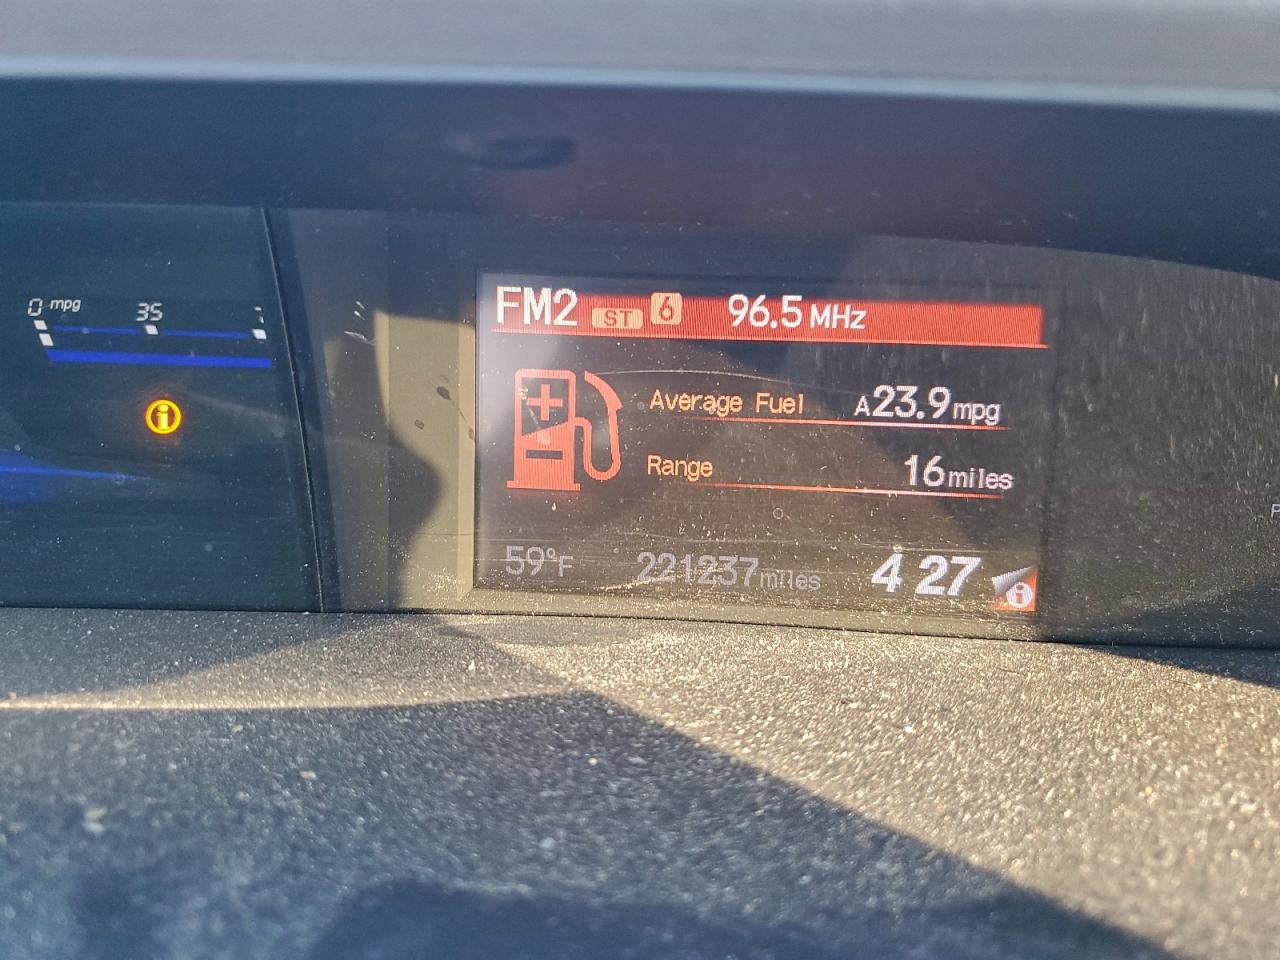 0 mpg 35
i
FM2 ST 6 96.5 MHz
Average Fuel A23.9 mpg
Range 16 miles
59°F 221237 miles 4 27
i